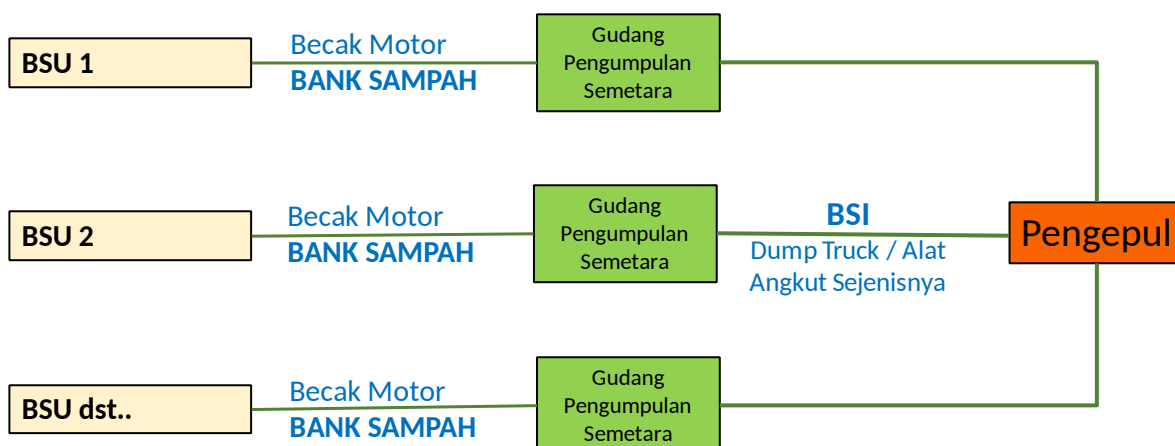 BSU 1
Becak Motor
BANK SAMPAH
Gudang
Pengumpulan
Semetara
BSU 2
Becak Motor
BANK SAMPAH
Gudang
Pengumpulan
Semetara
BSI
Dump Truck / Alat
Angkut Sejenisnya
Pengepul
BSU dst..
Becak Motor
BANK SAMPAH
Gudang
Pengumpulan
Semetara